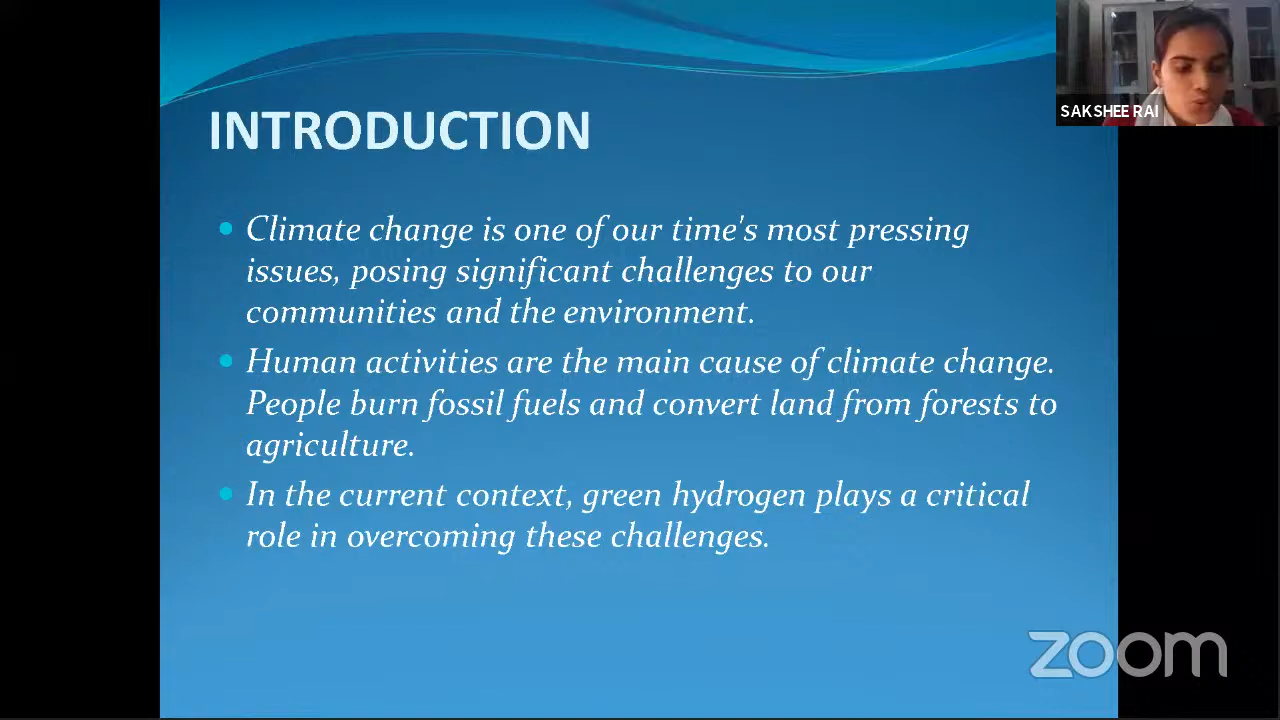 SAKSHEE RAI
INTRODUCTION
Climate change is one of our time's most pressing
issues, posing significant challenges to our
communities and the environment.
Human activities are the main cause of climate change.
People burn fossil fuels and convert land from forests to
agriculture.
In the current context, green hydrogen plays a critical
role in overcoming these challenges.
zoom